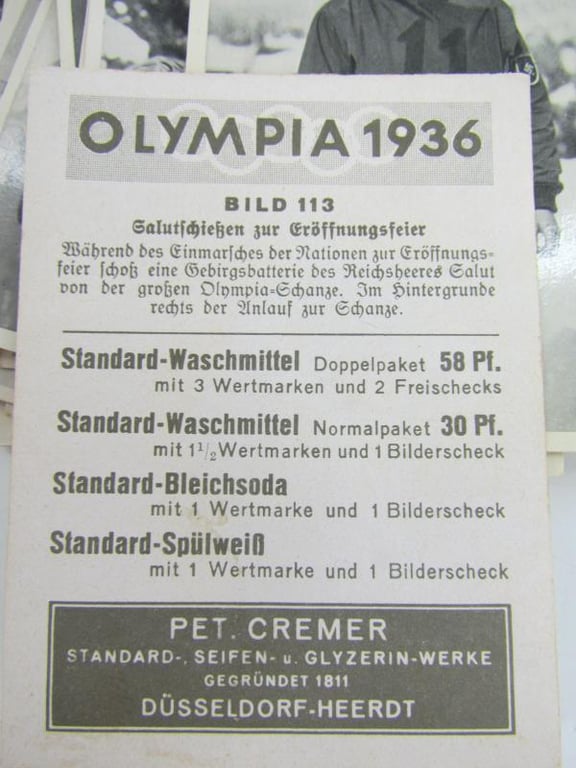 11
OLYMPIA 1936
BILD 113
Salutschießen zur Eröffnungsfeier
Während des Einmarsches der Nationen zur Eröffnungs-
feier schoß eine Gebirgsbatterie des Reichsheeres Salut
von der großen Olympia-Schanze. Im Hintergrunde
rechts der Anlauf zur Schanze.
Standard-Waschmittel Doppelpaket 58 Pf.
mit 3 Wertmarken und 2 Freischecks
Standard-Waschmittel Normalpaket 30 Pf.
mit 1½ Wertmarken und 1 Bilderscheck
Standard-Bleichsoda
mit 1 Wertmarke und 1 Bilderscheck
Standard-Spülweiß
mit 1 Wertmarke und 1 Bilderscheck
PET. CREMER
STANDARD-, SEIFEN- u. GLYZERIN-WERKE
GEGRÜNDET 1811
DÜSSELDORF-HEERDT